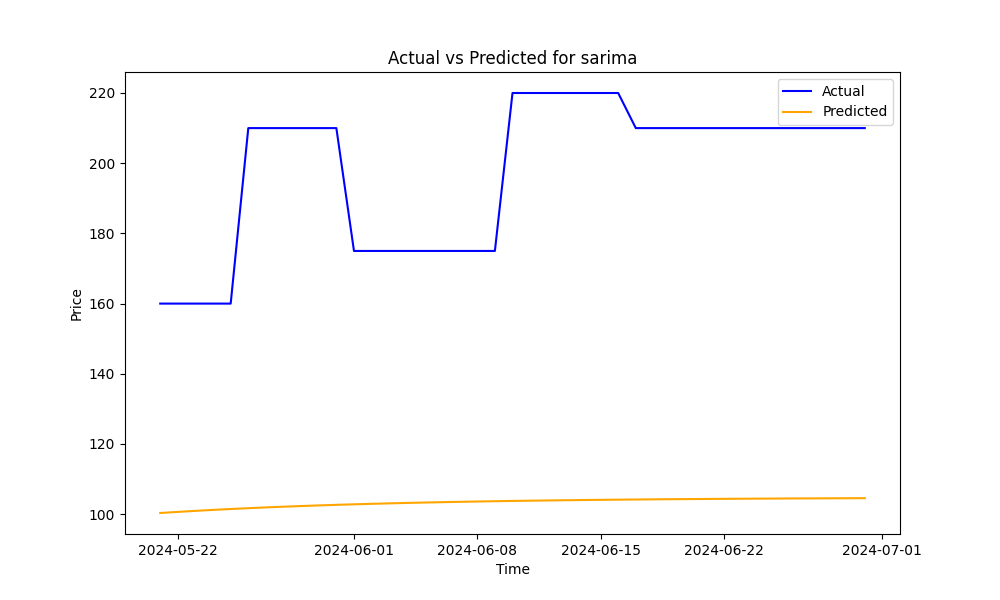 Actual vs Predicted for sarima
Actual
Predicted
220
200
180
160
140
120
100
Price
2024-05-22
2024-06-01
2024-06-08
2024-06-15
2024-06-22
2024-07-01
Time